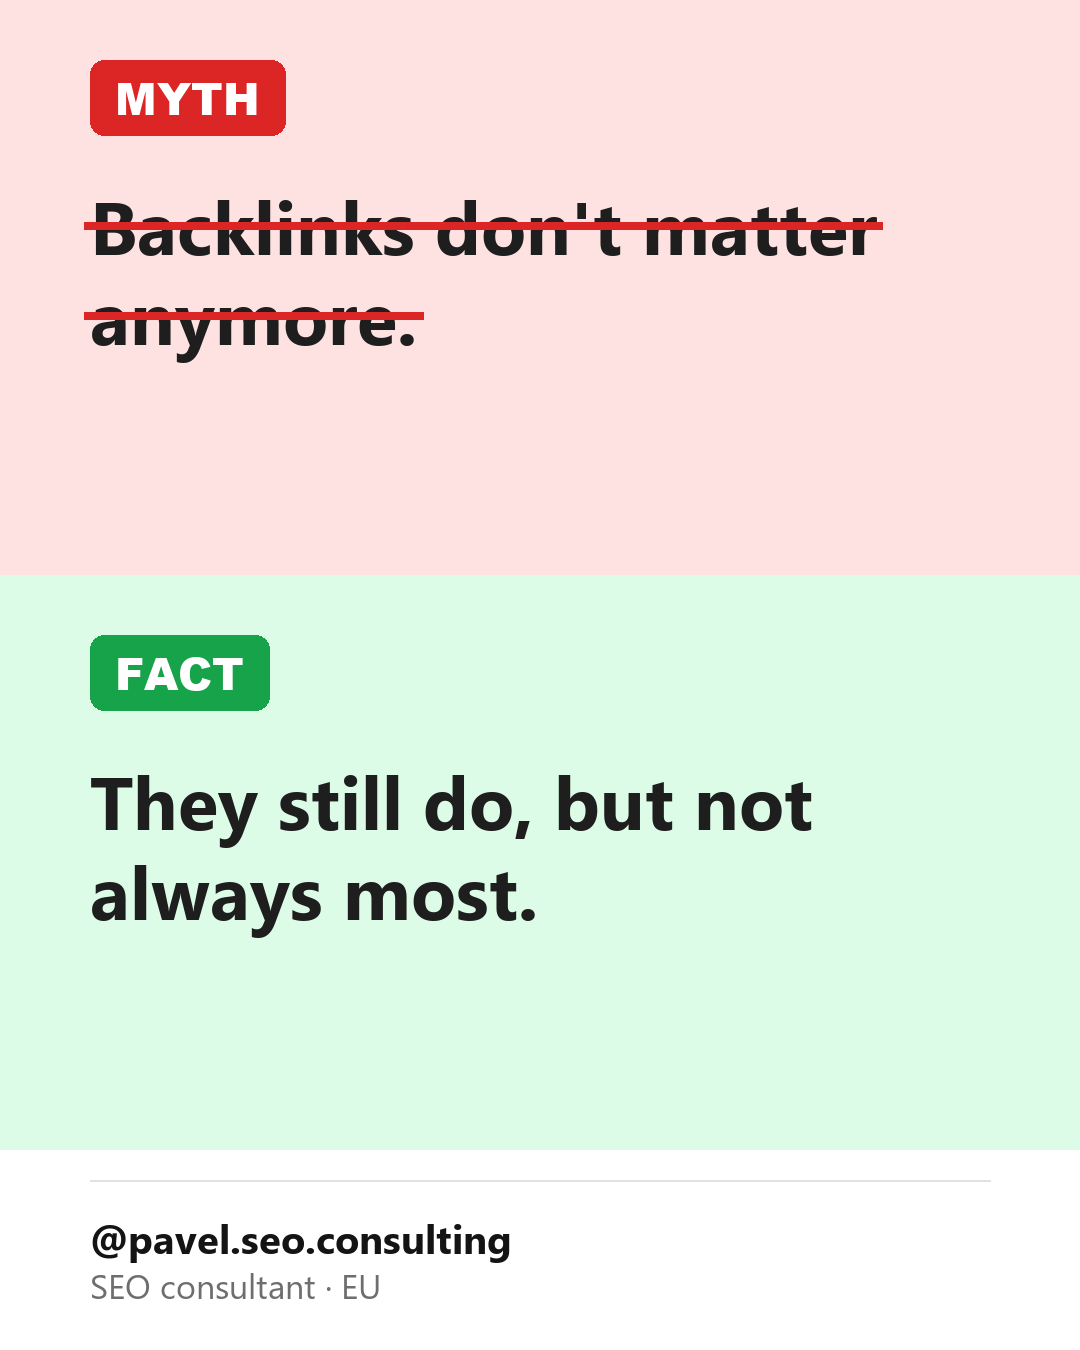 MYTH
Backlinks don't matter
anymore.
FACT
They still do, but not
always most.
@pavel.seo.consulting
SEO consultant · EU